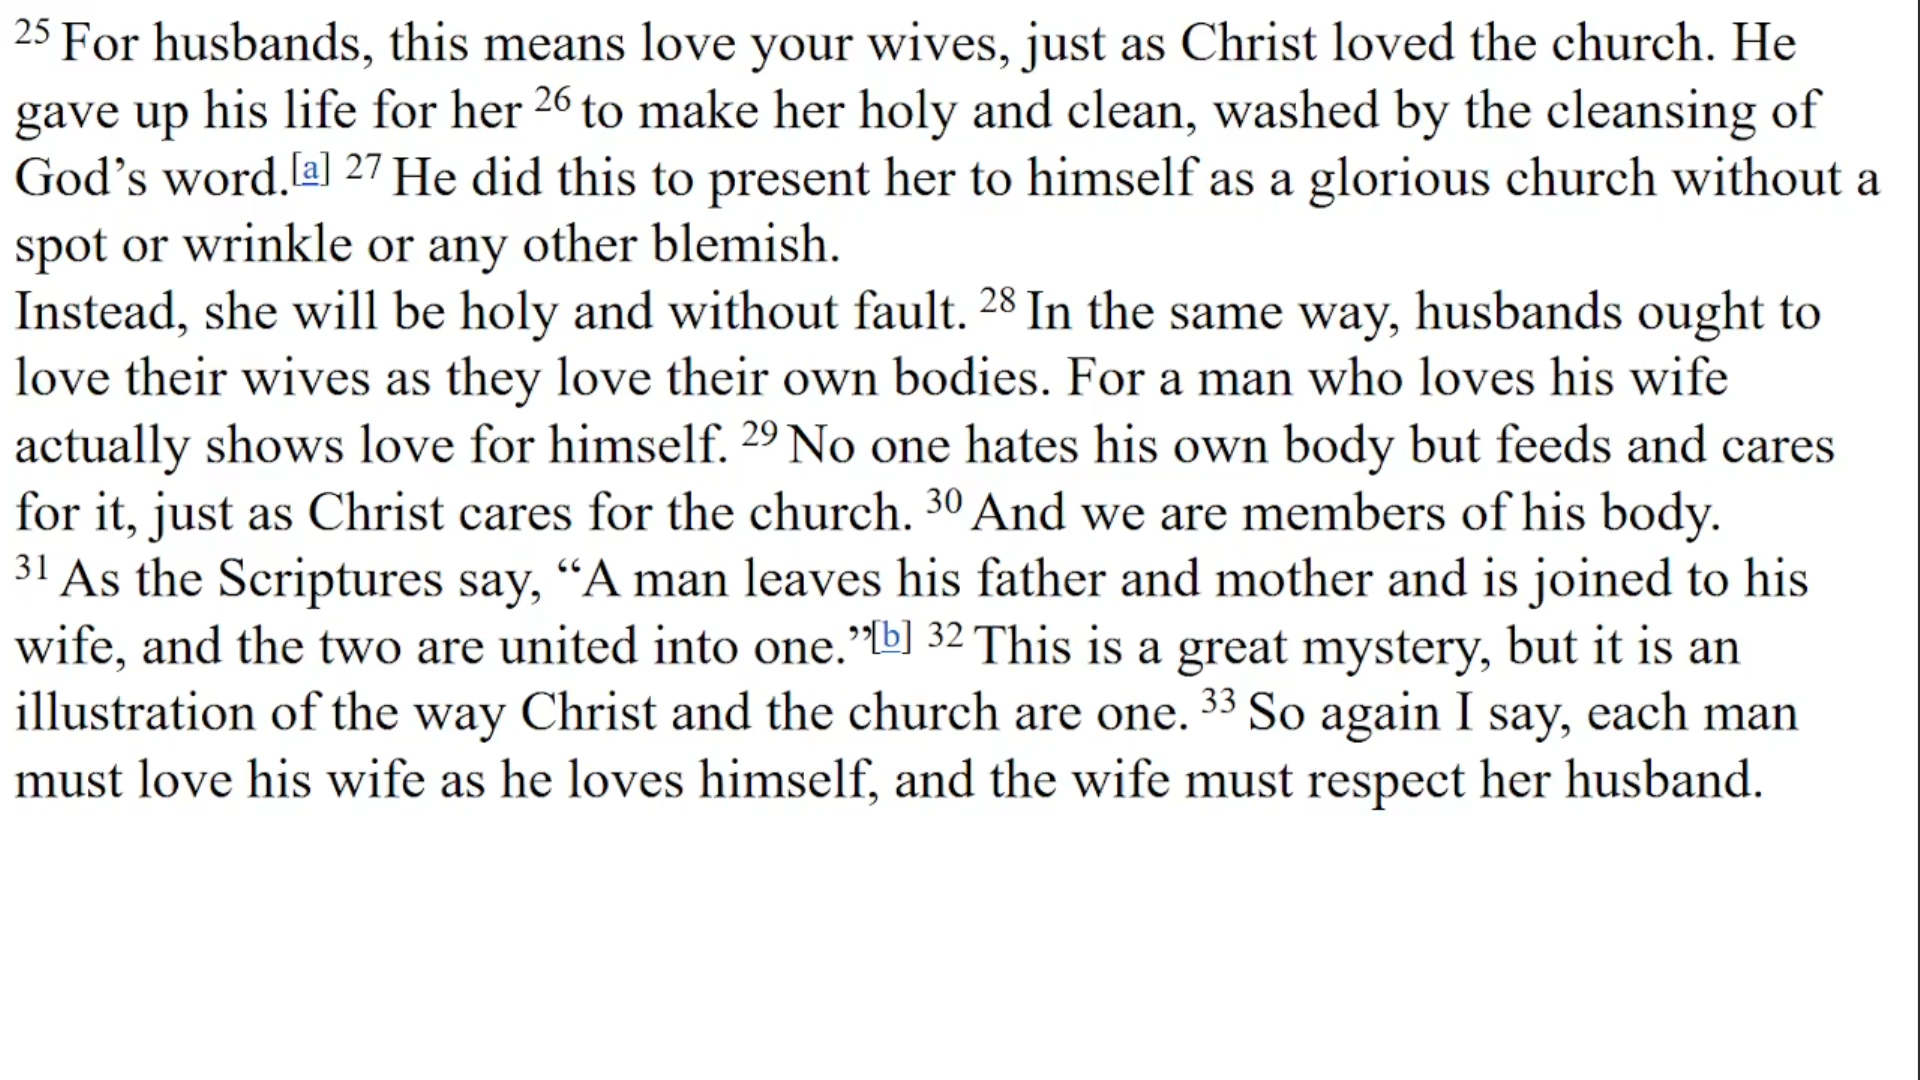 25 For husbands, this means love your wives, just as Christ loved the church. He
gave up his life for her 26 to make her holy and clean, washed by the cleansing of
God’s word.[a] 27 He did this to present her to himself as a glorious church without a
spot or wrinkle or any other blemish.
Instead, she will be holy and without fault. 28 In the same way, husbands ought to
love their wives as they love their own bodies. For a man who loves his wife
actually shows love for himself. 29 No one hates his own body but feeds and cares
for it, just as Christ cares for the church. 30 And we are members of his body.
31 As the Scriptures say, “A man leaves his father and mother and is joined to his
wife, and the two are united into one.”[b] 32 This is a great mystery, but it is an
illustration of the way Christ and the church are one. 33 So again I say, each man
must love his wife as he loves himself, and the wife must respect her husband.